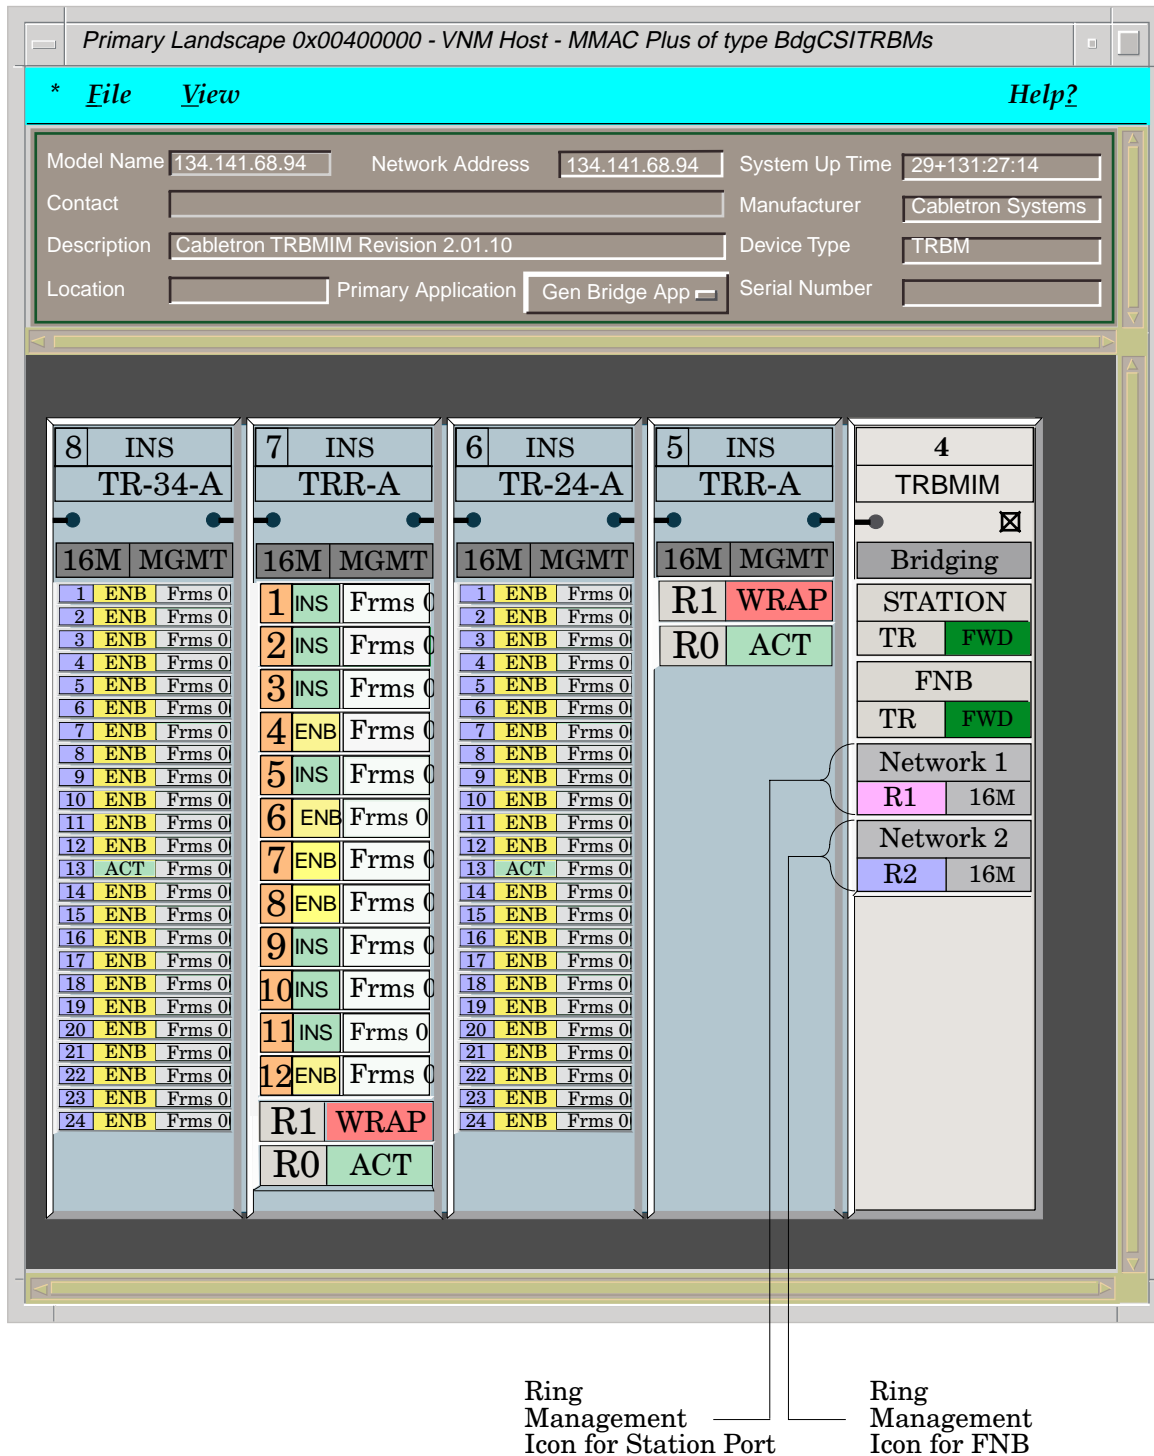 Primary Landscape 0x00400000 - VNM Host - MMAC Plus of type BdgCSITRBMs
* File View Help?
Model Name 134.141.68.94 Network Address 134.141.68.94 System Up Time 29+131:27:14
Contact Manufacturer Cabletron Systems
Description Cabletron TRBMIM Revision 2.01.10 Device Type TRBM
Location Primary Application Gen Bridge App Serial Number
8 INS
TR-34-A
16M MGMT
1 ENB Frms 0
2 ENB Frms 0
3 ENB Frms 0
4 ENB Frms 0
5 ENB Frms 0
6 ENB Frms 0
7 ENB Frms 0
8 ENB Frms 0
9 ENB Frms 0
10 ENB Frms 0
11 ENB Frms 0
12 ENB Frms 0
13 ACT Frms 0
14 ENB Frms 0
15 ENB Frms 0
16 ENB Frms 0
17 ENB Frms 0
18 ENB Frms 0
19 ENB Frms 0
20 ENB Frms 0
21 ENB Frms 0
22 ENB Frms 0
23 ENB Frms 0
24 ENB Frms 0
7 INS
TRR-A
16M MGMT
1 INS Frms 0
2 INS Frms 0
3 INS Frms 0
4 ENB Frms 0
5 INS Frms 0
6 ENB Frms 0
7 ENB Frms 0
8 ENB Frms 0
9 INS Frms 0
10 INS Frms 0
11 INS Frms 0
12 ENB Frms 0
R1 WRAP
R0 ACT
6 INS
TR-24-A
16M MGMT
1 ENB Frms 0
2 ENB Frms 0
3 ENB Frms 0
4 ENB Frms 0
5 ENB Frms 0
6 ENB Frms 0
7 ENB Frms 0
8 ENB Frms 0
9 ENB Frms 0
10 ENB Frms 0
11 ENB Frms 0
12 ENB Frms 0
13 ACT Frms 0
14 ENB Frms 0
15 ENB Frms 0
16 ENB Frms 0
17 ENB Frms 0
18 ENB Frms 0
19 ENB Frms 0
20 ENB Frms 0
21 ENB Frms 0
22 ENB Frms 0
23 ENB Frms 0
24 ENB Frms 0
5 INS
TRR-A
16M MGMT
R1 WRAP
R0 ACT
4
TRBMIM
Bridging
STATION
TR FWD
FNB
TR FWD
Network 1
R1 16M
Network 2
R2 16M
Ring
Management
Icon for Station Port
Ring
Management
Icon for FNB